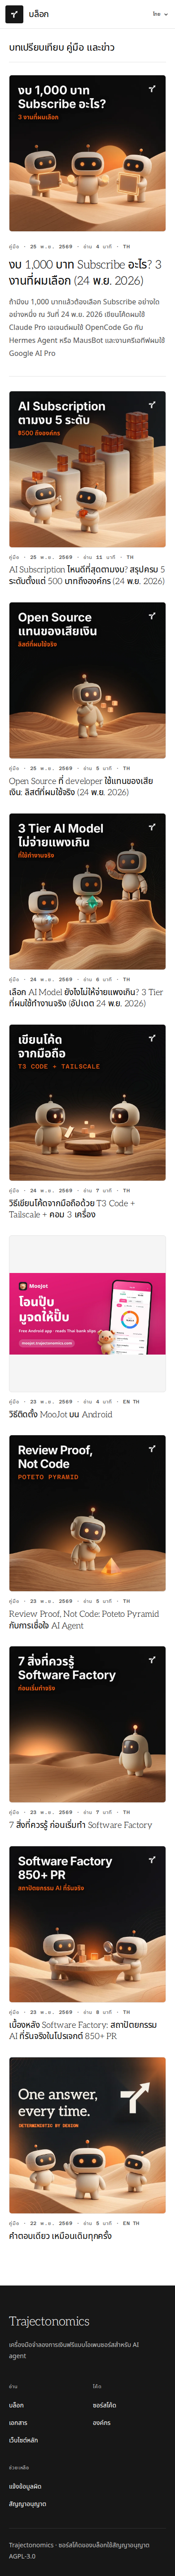 บล็อก
ไทย
บทเปรียบเทียบ คู่มือ และข่าว
งบ 1,000 บาท
Subscribe อะไร?
3 งานที่ผมเลือก
คู่มือ · 25 พ.ย. 2569 · อ่าน 4 นาที · TH
งบ 1,000 บาท Subscribe อะไร? 3
งานที่ผมเลือก (24 พ.ย. 2026)
ถ้ามีงบ 1,000 บาทแล้วต้องเลือก Subscribe อย่างใด
อย่างหนึ่ง ณ วันที่ 24 พ.ย. 2026 เขียนโค้ดผมใช้
Claude Pro เอเจนต์ผมใช้ OpenCode Go กับ
Hermes Agent หรือ MausBot และงานครีเอทีฟผมใช้
Google AI Pro
AI Subscription
ตามงบ 5 ระดับ
฿500 ถึงองค์กร
คู่มือ · 25 พ.ย. 2569 · อ่าน 11 นาที · TH
AI Subscription ไหนดีที่สุดตามงบ? สรุปครบ 5
ระดับตั้งแต่ 500 บาทถึงองค์กร (24 พ.ย. 2026)
Open Source
แทนของเสียเงิน
ลิสต์ที่ผมใช้จริง
คู่มือ · 25 พ.ย. 2569 · อ่าน 5 นาที · TH
Open Source ที่ developer ใช้แทนของเสีย
เงิน: ลิสต์ที่ผมใช้จริง (24 พ.ย. 2026)
3 Tier AI Model
ไม่จ่ายแพงเกิน
ที่ใช้ทำงานจริง
คู่มือ · 24 พ.ย. 2569 · อ่าน 6 นาที · TH
เลือก AI Model ยังไงไม่ให้จ่ายแพงเกิน? 3 Tier
ที่ผมใช้ทำงานจริง (อัปเดต 24 พ.ย. 2026)
เขียนโค้ด
จากมือถือ
T3 CODE + TAILSCALE
คู่มือ · 24 พ.ย. 2569 · อ่าน 7 นาที · TH
วิธีเขียนโค้ดจากมือถือด้วย T3 Code +
Tailscale + คอม 3 เครื่อง
MooJot
โอนปุ๊บ
มูจดให้ปั๊บ
Free Android app · reads Thai bank slips
moojot.trajectonomics.com
คู่มือ · 23 พ.ย. 2569 · อ่าน 4 นาที · EN TH
วิธีติดตั้ง MooJot บน Android
Review Proof,
Not Code
POTETO PYRAMID
คู่มือ · 23 พ.ย. 2569 · อ่าน 5 นาที · TH
Review Proof, Not Code: Poteto Pyramid
กับการเชื่อใจ AI Agent
7 สิ่งที่ควรรู้
Software Factory
ก่อนเริ่มทำจริง
คู่มือ · 23 พ.ย. 2569 · อ่าน 7 นาที · TH
7 สิ่งที่ควรรู้ ก่อนเริ่มทำ Software Factory
Software Factory
850+ PR
สถาปัตยกรรม AI ที่รันจริง
คู่มือ · 23 พ.ย. 2569 · อ่าน 8 นาที · TH
เบื้องหลัง Software Factory: สถาปัตยกรรม
AI ที่รันจริงในโปรเจกต์ 850+ PR
One answer,
every time.
DETERMINISTIC BY DESIGN
คู่มือ · 22 พ.ย. 2569 · อ่าน 5 นาที · EN TH
คำตอบเดียว เหมือนเดิมทุกครั้ง
Trajectonomics
เครื่องมือจำลองการเงินฟรีแบบโอเพนซอร์สสำหรับ AI
agent
อ่าน
โค้ด
บล็อก
ซอร์สโค้ด
เอกสาร
องค์กร
เว็บไซต์หลัก
ช่วยเหลือ
แจ้งข้อมูลผิด
สัญญาอนุญาต
Trajectonomics · ซอร์สโค้ดของบล็อกใช้สัญญาอนุญาต
AGPL-3.0